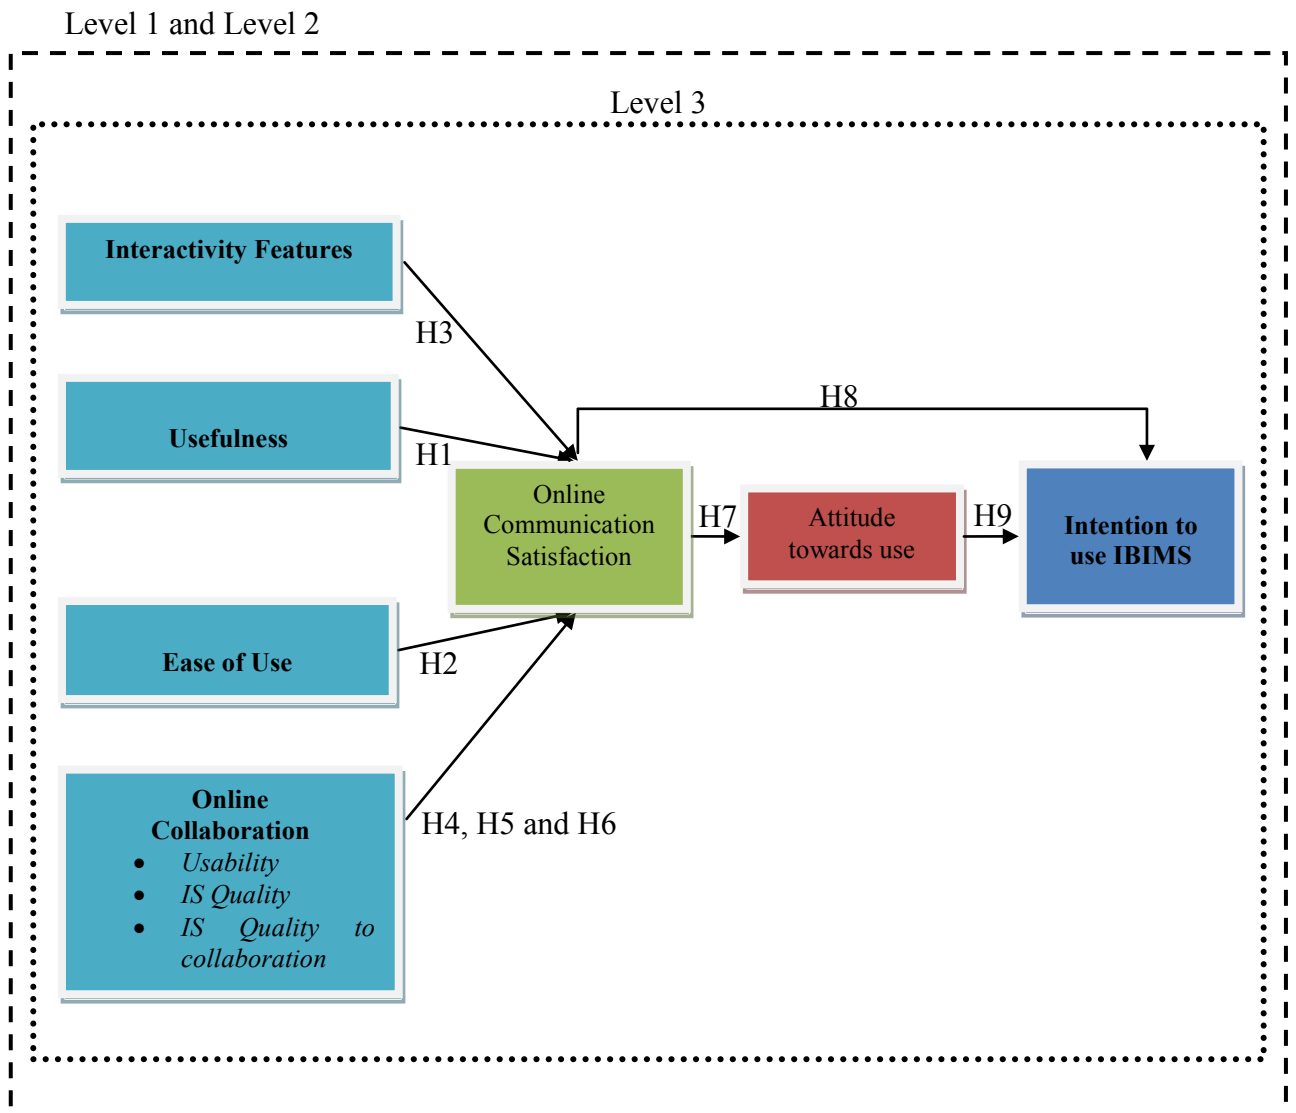 Level 1 and Level 2
Level 3
Interactivity Features
H3
Usefulness
H1
H8
Online
Communication
Satisfaction
H7
Attitude
towards use
H9
Intention to
use IBIMS
Ease of Use
H2
Online
Collaboration
• Usability
• IS Quality
• IS Quality to
collaboration
H4, H5 and H6